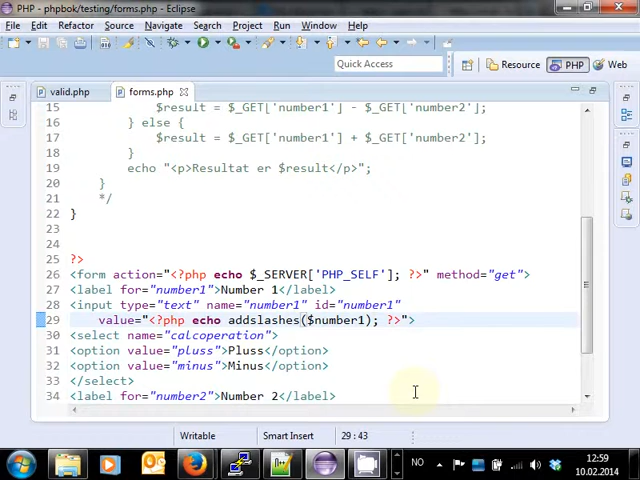 PHP - phpbok/testing/forms.php - Eclipse
File Edit Refactor Source Navigate Search Project Run Window Help
Quick Access
Resource PHP Web
valid.php forms.php
15 $result = $_GET['number1'] - $_GET['number2'];
16 } else {
17 $result = $_GET['number1'] + $_GET['number2'];
18 }
19 echo "<p>Resultat er $result</p>";
20 }
21 */
22 }
23
24
25 ?>
26 <form action="<?php echo $_SERVER['PHP_SELF']; ?>" method="get">
27 <label for="number1">Number 1</label>
28 <input type="text" name="number1" id="number1"
29 value="<?php echo addslashes($number1); ?>">
30 <select name="calcoperation">
31 <option value="pluss">Pluss</option>
32 <option value="minus">Minus</option>
33 </select>
34 <label for="number2">Number 2</label>
Writable Smart Insert 29 : 43
NO 12:59
10.02.2014